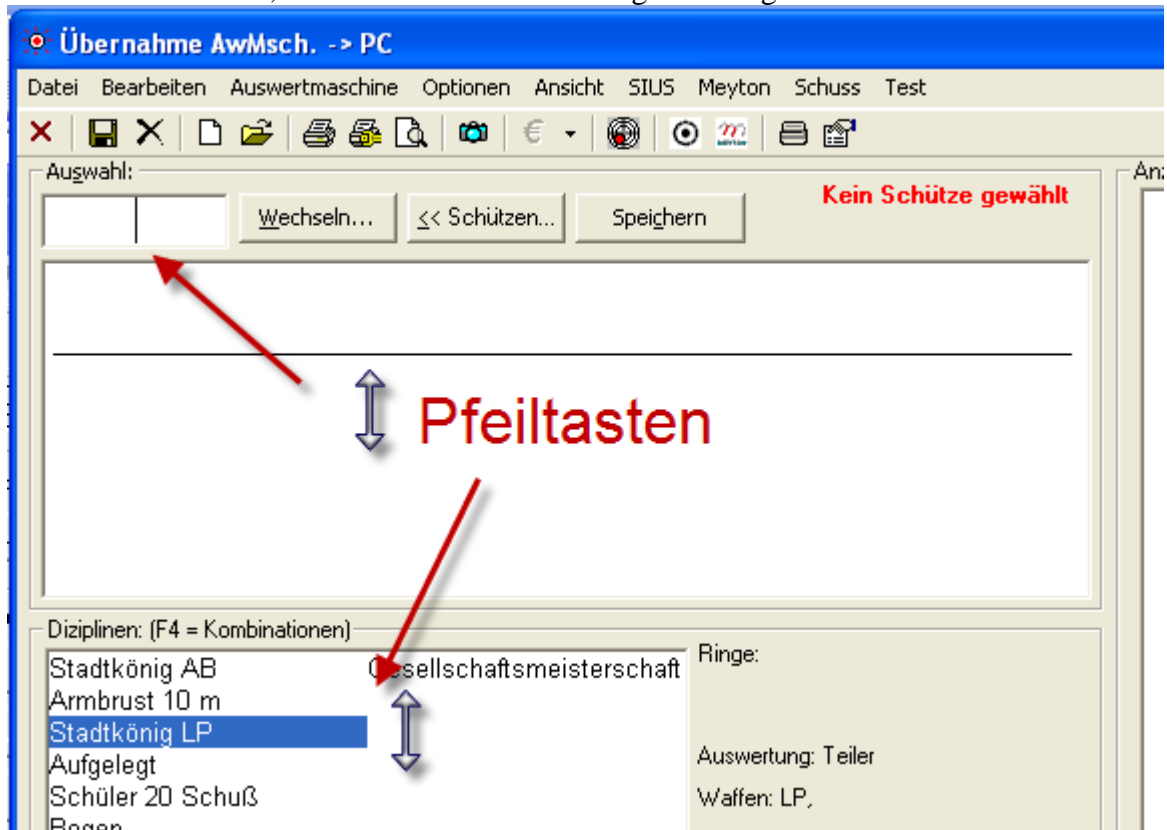 Übernahme AwMsch. -> PC
Datei Bearbeiten Auswertmaschine Optionen Ansicht SIUS Meyton Schuss Test
€
Auswahl:
Wechseln... << Schützen... Speichern
Kein Schütze gewählt
Pfeiltasten
Diziplinen: (F4 = Kombinationen)
Stadtkönig AB
Armbrust 10 m
Stadtkönig LP
Aufgelegt
Schüler 20 Schuß
Bogen
Gesellschaftsmeisterschaft
Ringe:
Auswertung: Teiler
Waffen: LP,